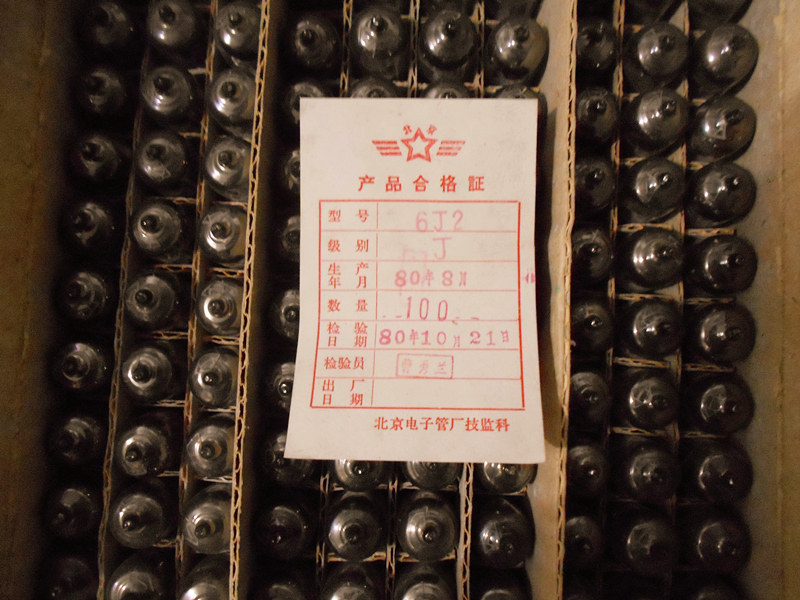 北京
产品合格証
型号 6J2
级别 J
生产年月 80年8月
数量 100
检验日期 80年10月21日
检验员
出厂日期
北京电子管厂技监科